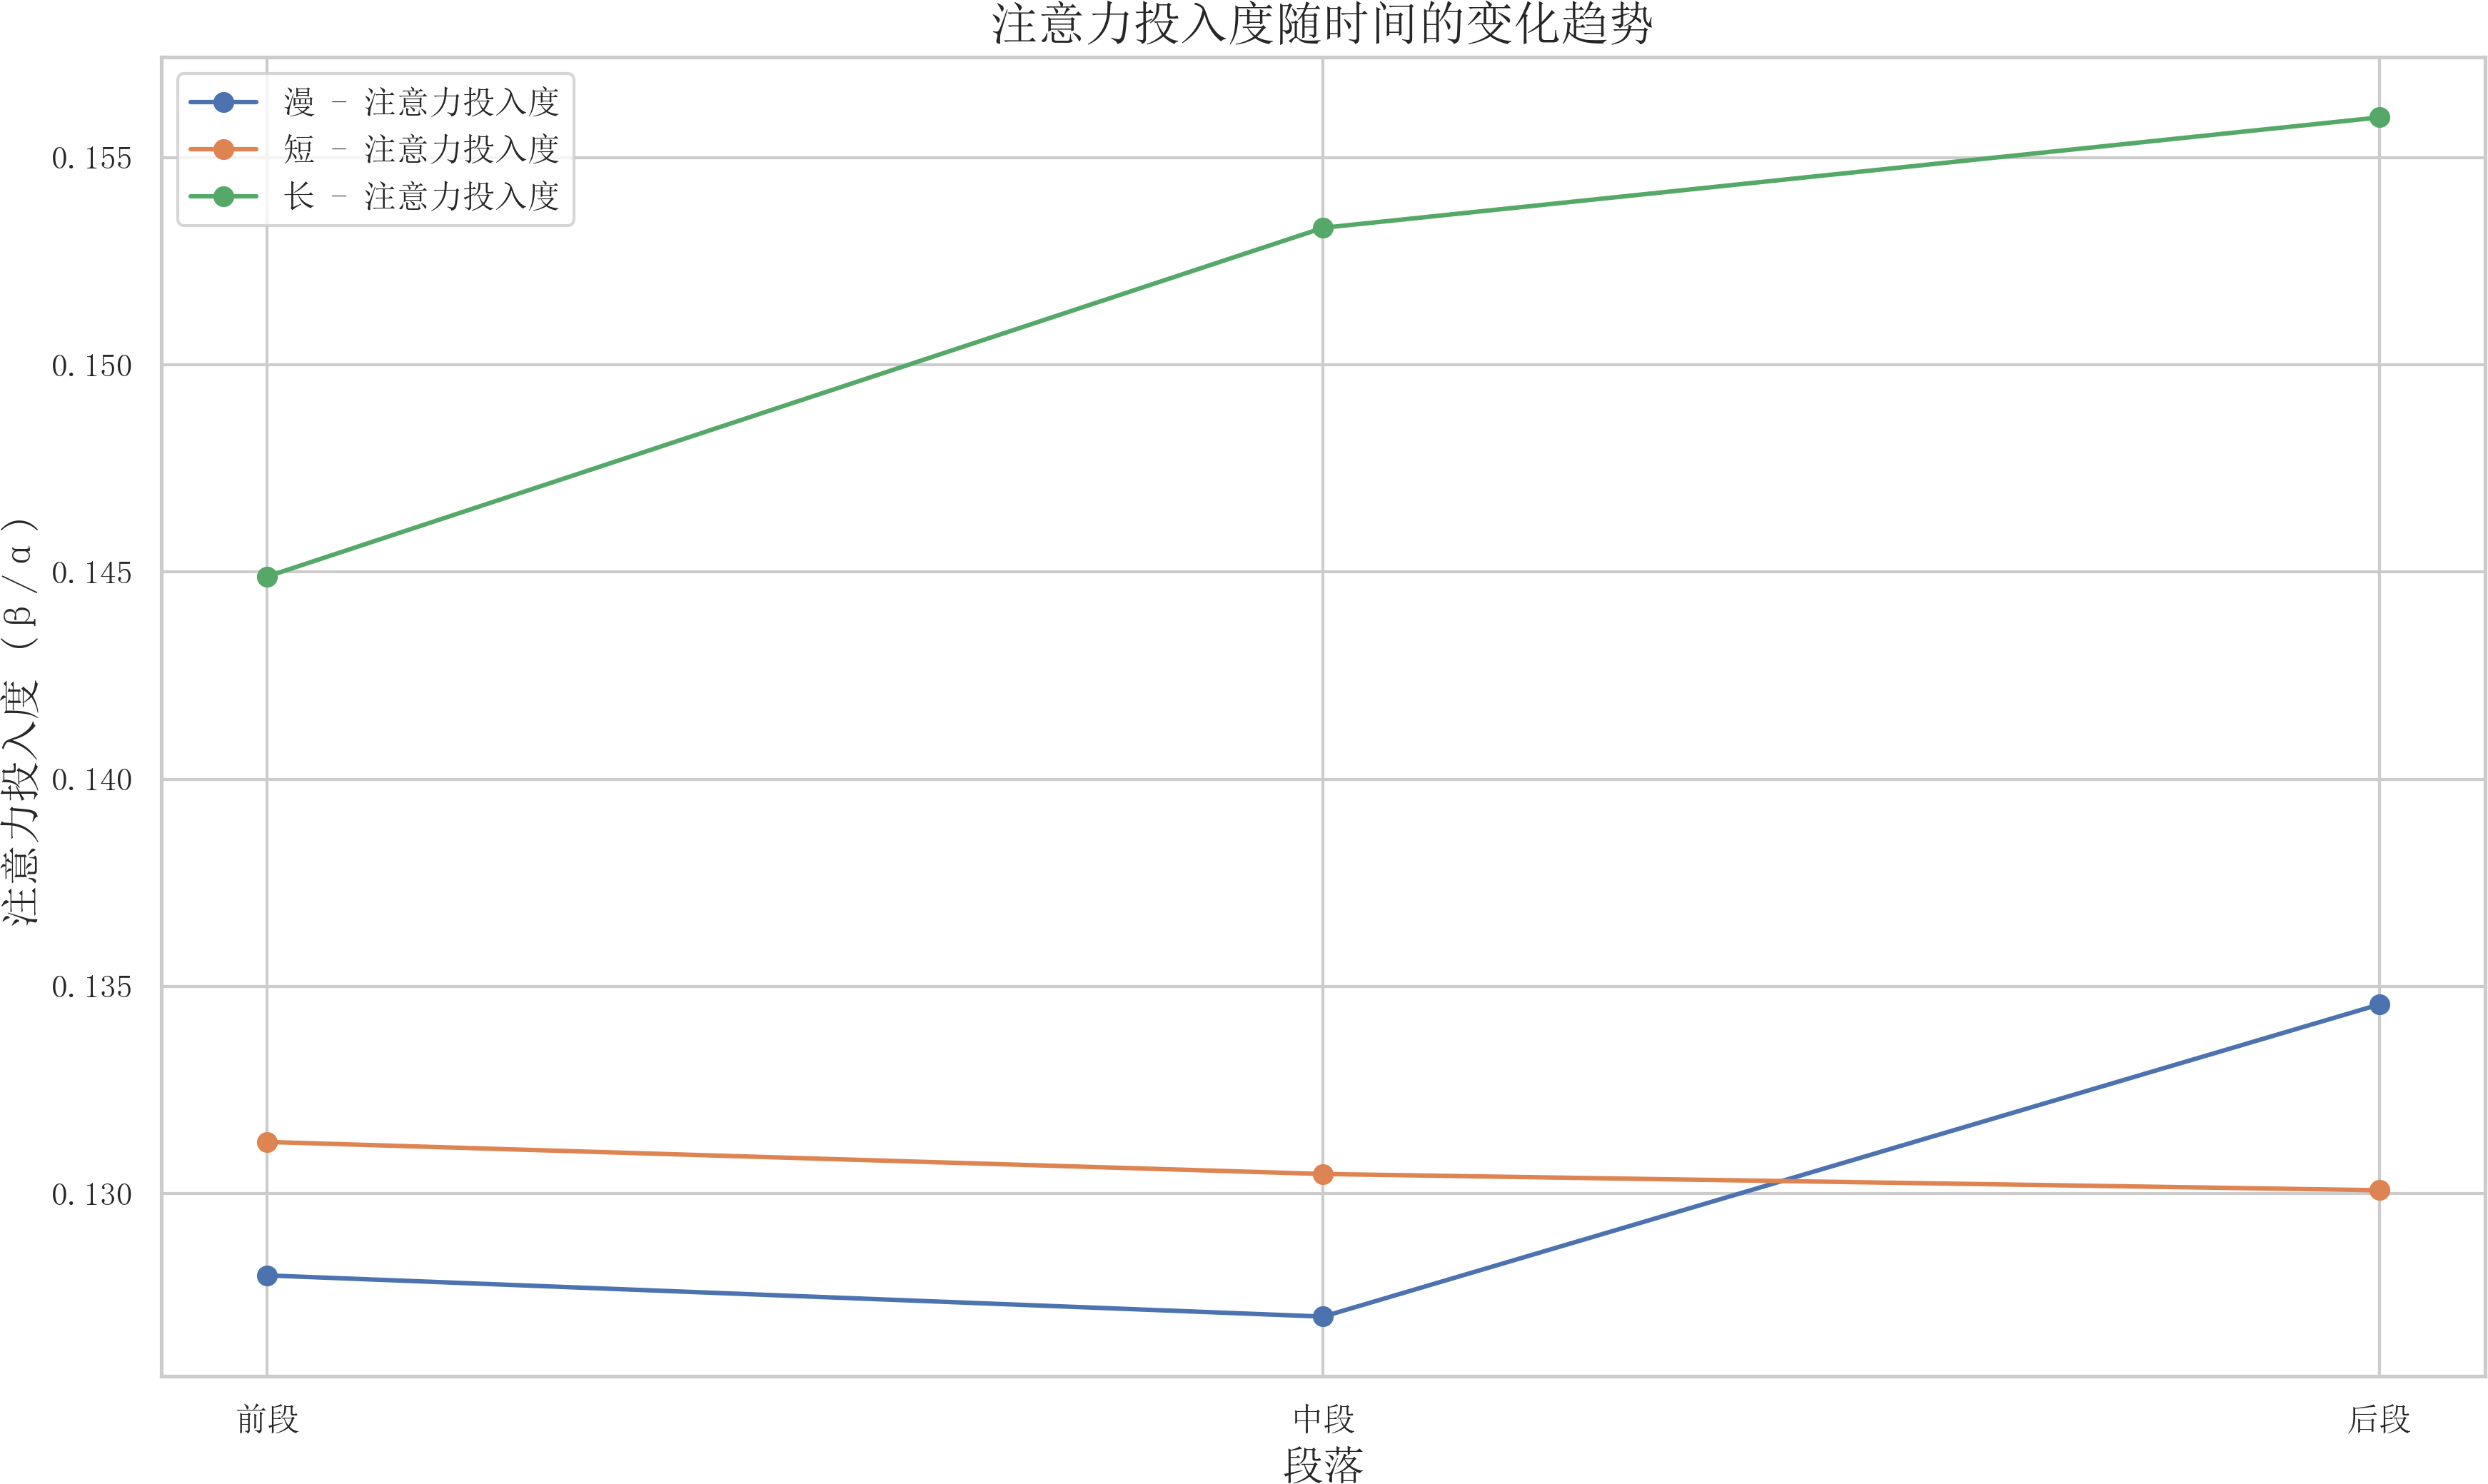 注意力投入度随时间的变化趋势
漫 - 注意力投入度
短 - 注意力投入度
长 - 注意力投入度
注意力投入度（β/α）
0.155
0.150
0.145
0.140
0.135
0.130
前段
中段
后段
段落